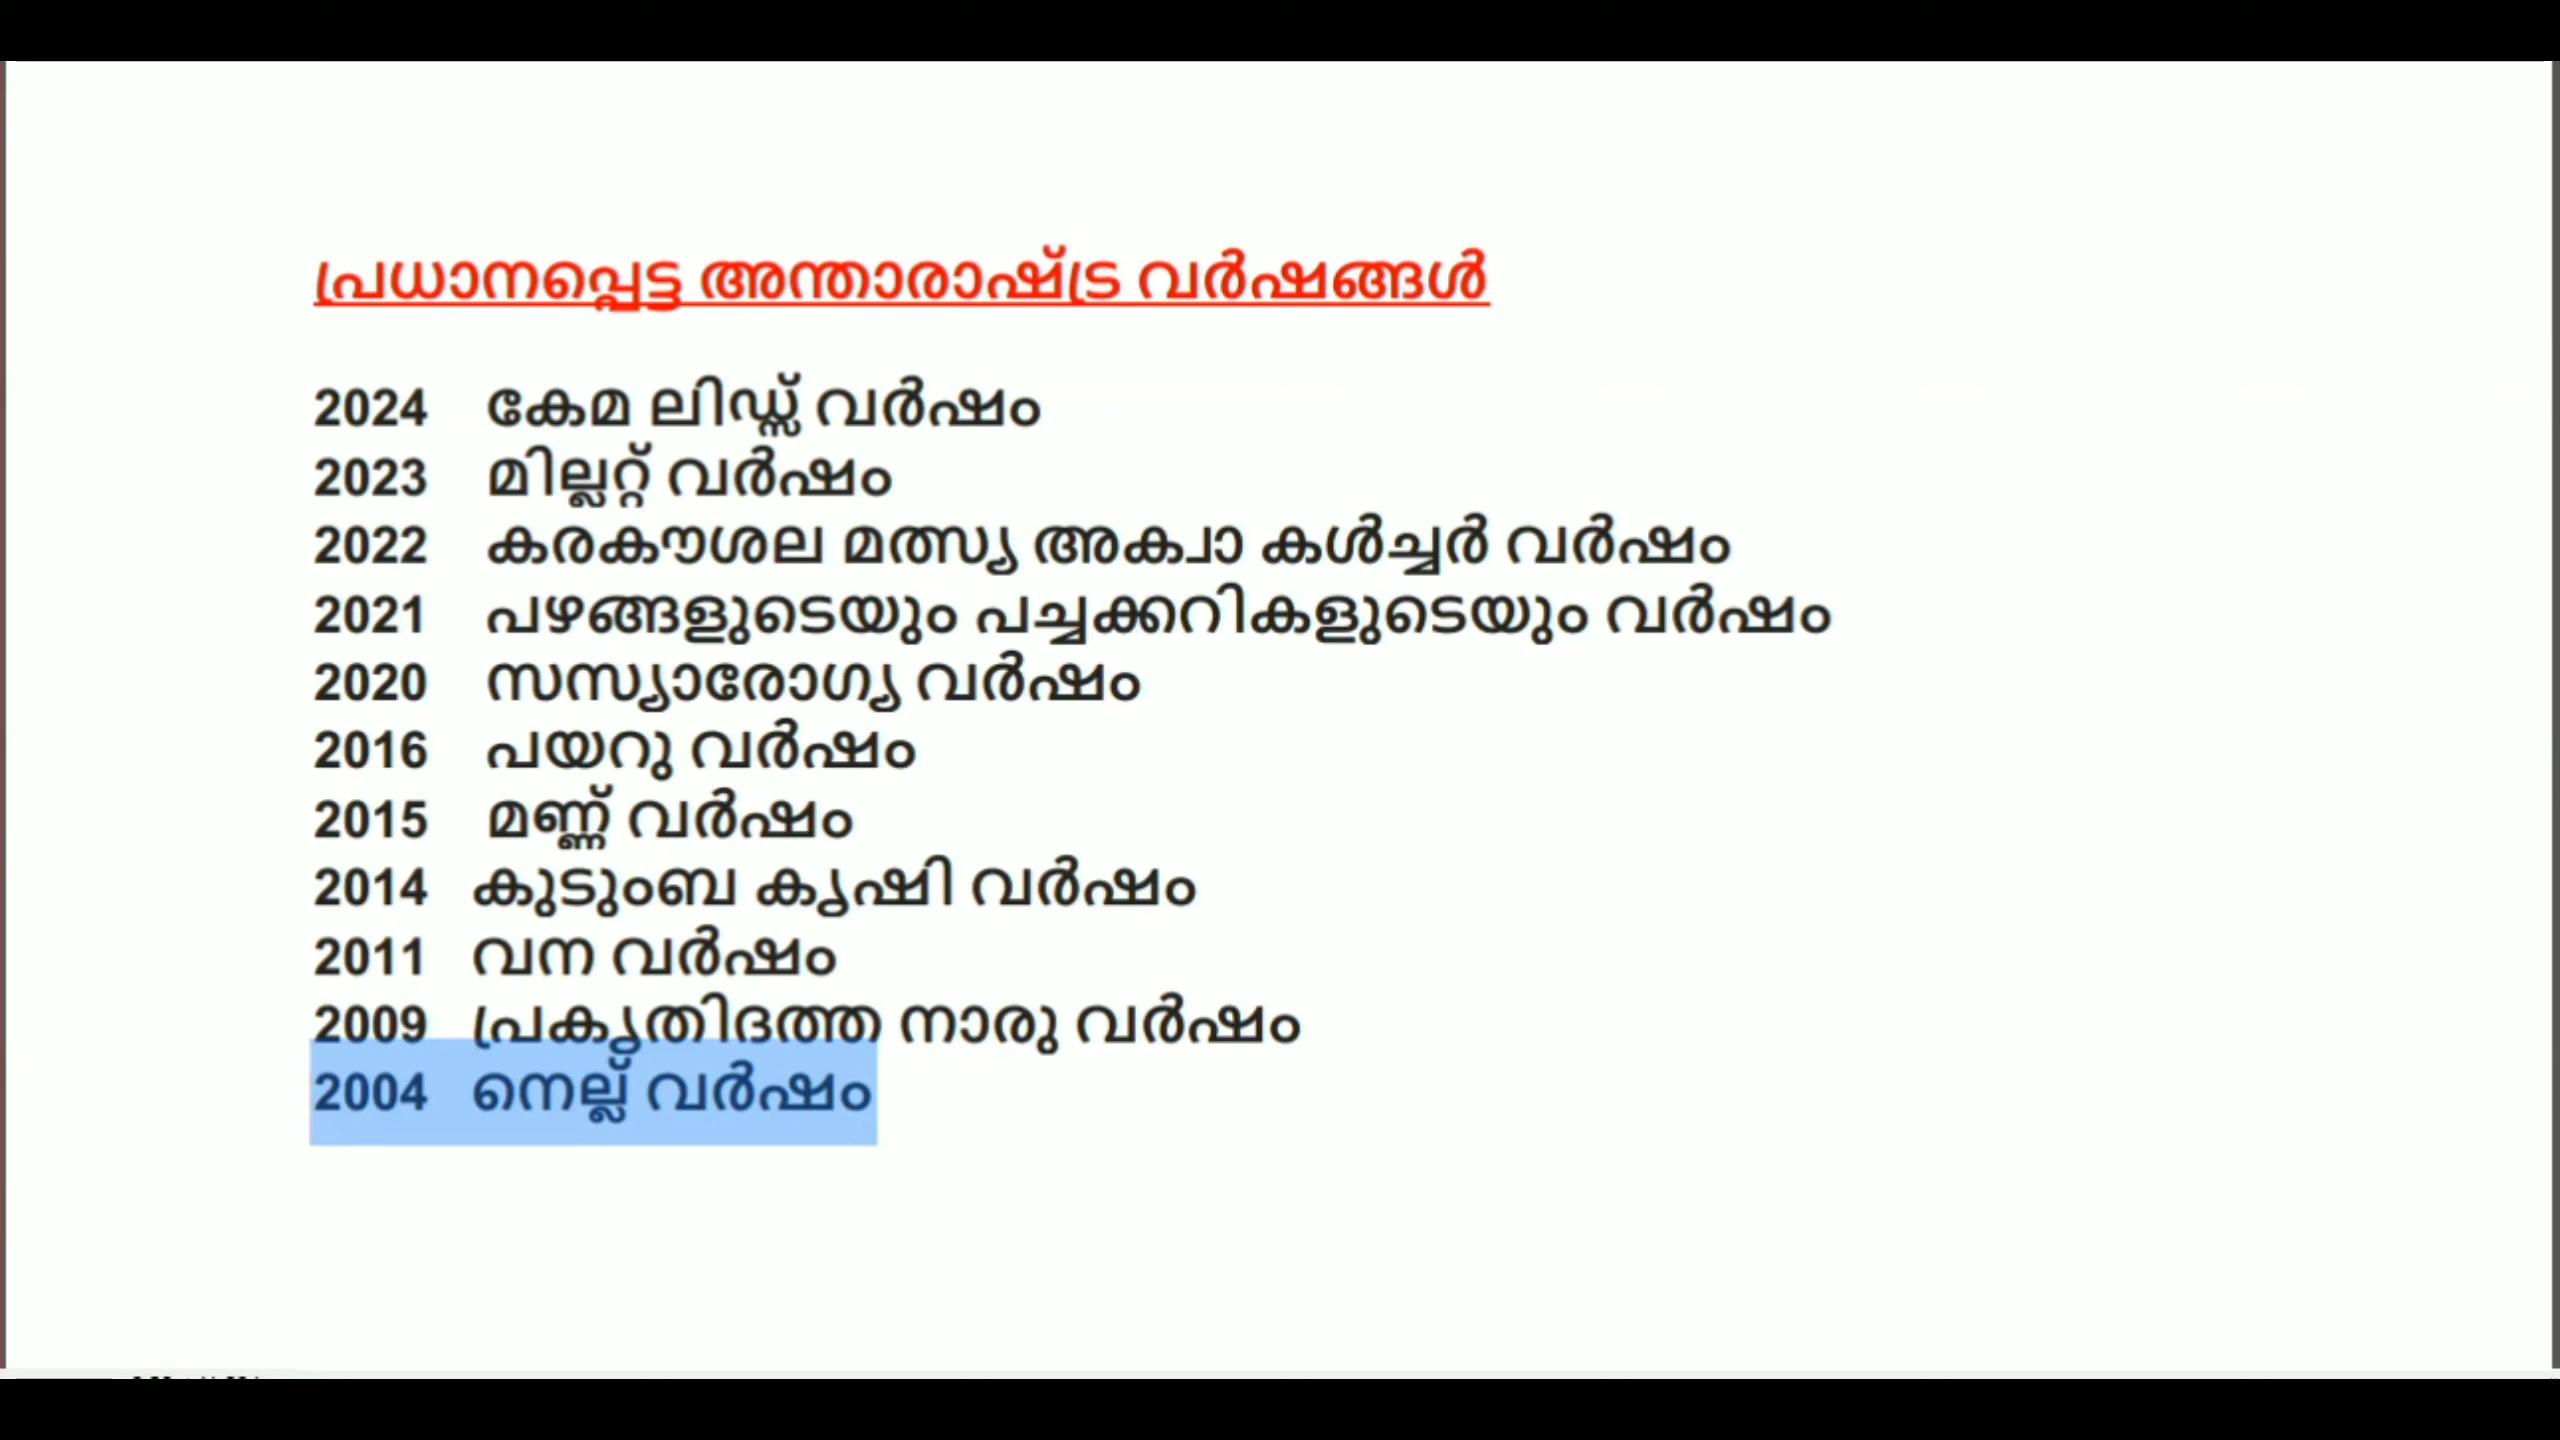 പ്രധാനപ്പെട്ട അന്താരാഷ്ട്ര വർഷങ്ങൾ
2024 കേമ ലിഡ്സ് വർഷം
2023 മില്ലറ്റ് വർഷം
2022 കരകൗശല മത്സ്യ അക്വാ കൾച്ചർ വർഷം
2021 പഴങ്ങളുടെയും പച്ചക്കറികളുടെയും വർഷം
2020 സസ്യാരോഗ്യ വർഷം
2016 പയറു വർഷം
2015 മണ്ണ് വർഷം
2014 കുടുംബ കൃഷി വർഷം
2011 വന വർഷം
2009 പ്രകൃതിദത്ത നാരു വർഷം
2004 നെല്ല് വർഷം